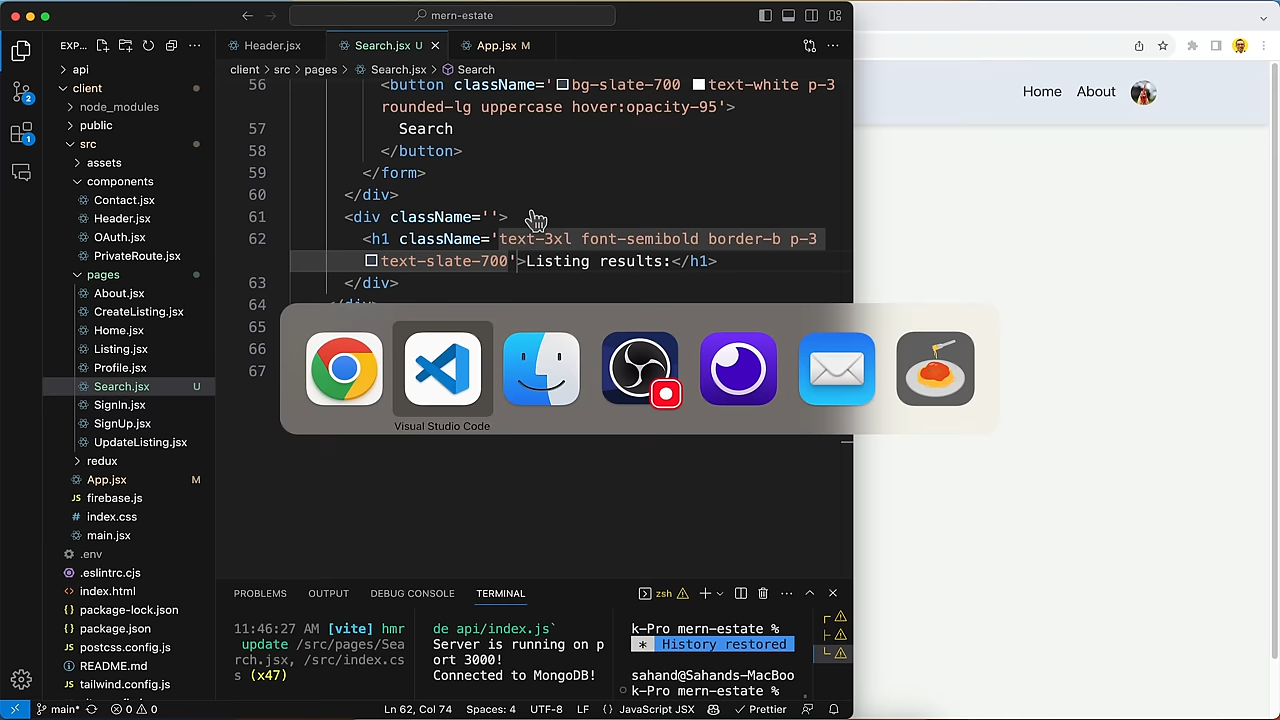 mern-estate
EXP...
Header.jsx
Search.jsx U
App.jsx M
client > src > pages > Search.jsx > Search
api
client
node_modules
public
src
assets
components
Contact.jsx
Header.jsx
OAuth.jsx
PrivateRoute.jsx
pages
About.jsx
CreateListing.jsx
Home.jsx
Listing.jsx
Profile.jsx
Search.jsx U
SignIn.jsx
SignUp.jsx
UpdateListing.jsx
redux
App.jsx M
firebase.js
index.css
main.jsx
.env
.eslintrc.cjs
index.html
package-lock.json
package.json
postcss.config.js
README.md
tailwind.config.js
2
1
56 <button className='bg-slate-700 text-white p-3
rounded-lg uppercase hover:opacity-95'>
57 Search
58 </button>
59 </form>
60 </div>
61 <div className=''>
62 <h1 className='text-3xl font-semibold border-b p-3
text-slate-700'>Listing results:</h1>
63 </div>
64 </div>
65
66
67
Visual Studio Code
Home About
PROBLEMS OUTPUT DEBUG CONSOLE TERMINAL
zsh
11:46:27 AM [vite] hmr
update /src/pages/Sea
rch.jsx, /src/index.cs
s (x47)
de api/index.js`
Server is running on p
ort 3000!
Connected to MongoDB!
k-Pro mern-estate %
* History restored
sahand@Sahands-MacBoo
k-Pro mern-estate %
main* 0 0 Ln 62, Col 74 Spaces: 4 UTF-8 LF {} JavaScript JSX Prettier